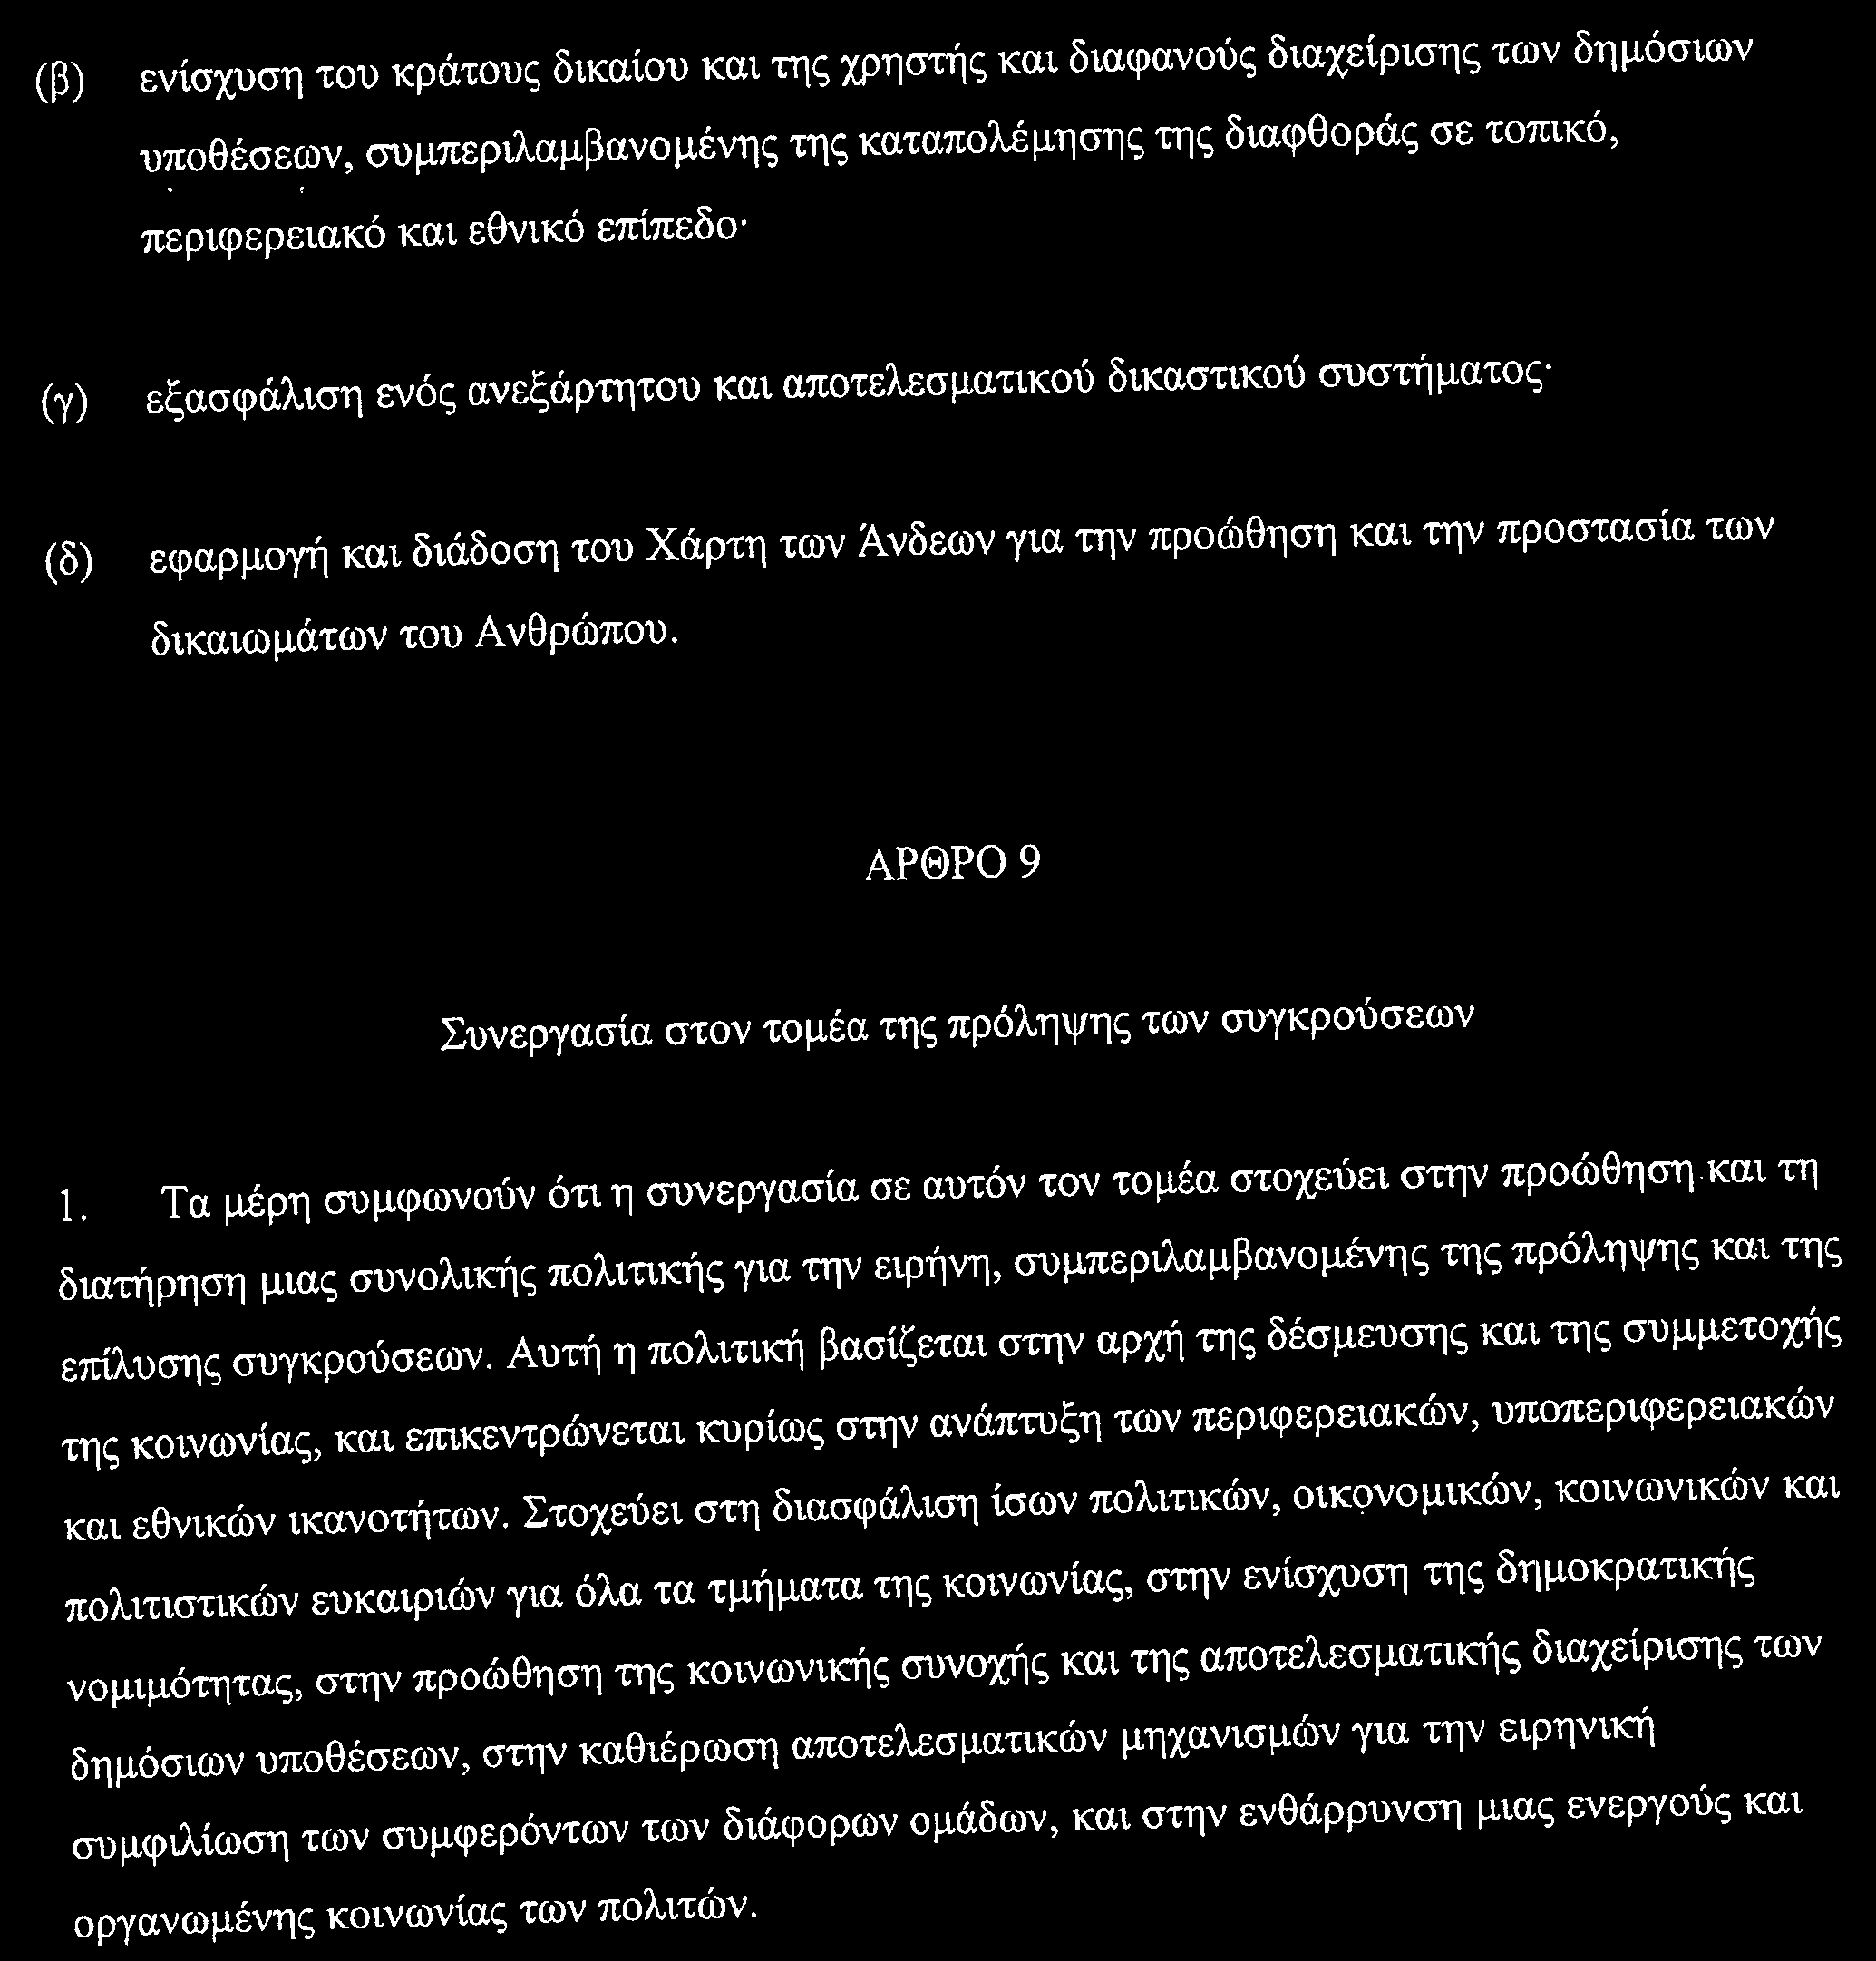 (β) ενίσχυση του κράτους δικαίου και της χρηστής και διαφανούς διαχείρισης των δημόσιων
υποθέσεων, συμπεριλαμβανομένης της καταπολέμησης της διαφθοράς σε τοπικό,
περιφερειακό και εθνικό επίπεδο·
(γ) εξασφάλιση ενός ανεξάρτητου και αποτελεσματικού δικαστικού συστήματος·
(δ) εφαρμογή και διάδοση του Χάρτη των Άνδεων για την προώθηση και την προστασία των
δικαιωμάτων του Ανθρώπου.
ΑΡΘΡΟ 9
Συνεργασία στον τομέα της πρόληψης των συγκρούσεων
1. Τα μέρη συμφωνούν ότι η συνεργασία σε αυτόν τον τομέα στοχεύει στην προώθηση και τη
διατήρηση μιας συνολικής πολιτικής για την ειρήνη, συμπεριλαμβανομένης της πρόληψης και της
επίλυσης συγκρούσεων. Αυτή η πολιτική βασίζεται στην αρχή της δέσμευσης και της συμμετοχής
της κοινωνίας, και επικεντρώνεται κυρίως στην ανάπτυξη των περιφερειακών, υποπεριφερειακών
και εθνικών ικανοτήτων. Στοχεύει στη διασφάλιση ίσων πολιτικών, οικονομικών, κοινωνικών και
πολιτιστικών ευκαιριών για όλα τα τμήματα της κοινωνίας, στην ενίσχυση της δημοκρατικής
νομιμότητας, στην προώθηση της κοινωνικής συνοχής και της αποτελεσματικής διαχείρισης των
δημόσιων υποθέσεων, στην καθιέρωση αποτελεσματικών μηχανισμών για την ειρηνική
συμφιλίωση των συμφερόντων των διάφορων ομάδων, και στην ενθάρρυνση μιας ενεργούς και
οργανωμένης κοινωνίας των πολιτών.